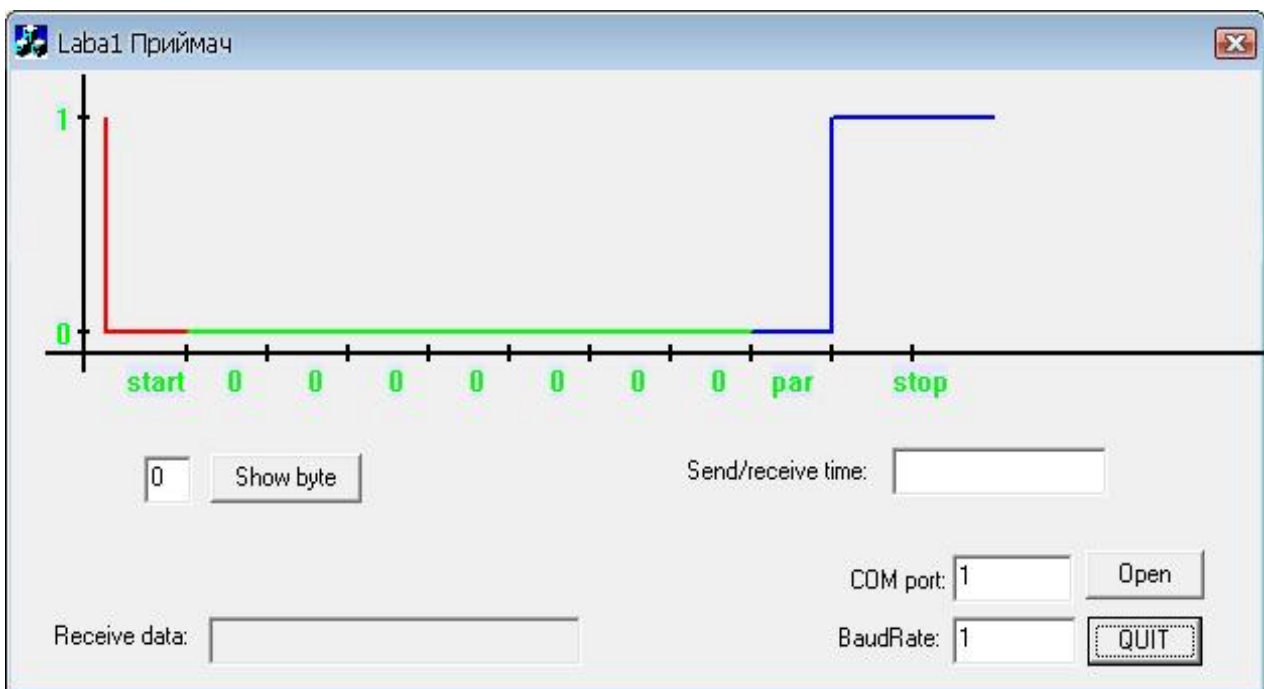 Laba1 Приймач
1
0
start 0 0 0 0 0 0 0 par stop
0 Show byte Send/receive time:
COM port: 1 Open
Receive data: BaudRate: 1 QUIT